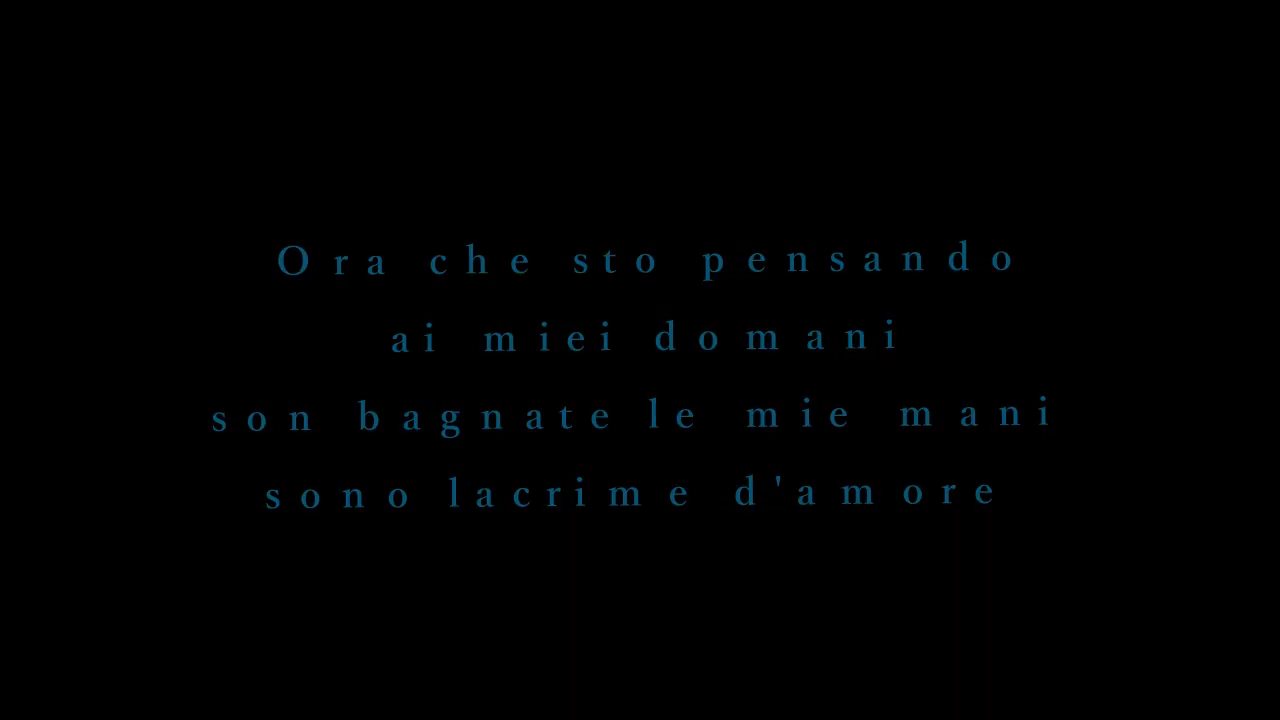 Ora che sto pensando
ai miei domani
son bagnate le mie mani
sono lacrime d'amore